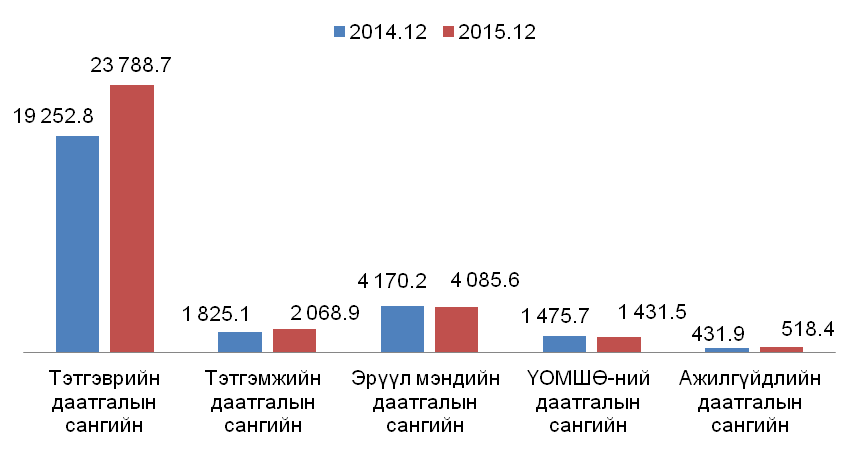 2014.12 2015.12
23 788.7
19 252.8
4 170.2 4 085.6
1 825.1 2 068.9 1 475.7 1 431.5
431.9 518.4
Тэтгэврийн
даатгалын
сангийн
Тэтгэмжийн
даатгалын
сангийн
Эрүүл мэндийн
даатгалын
сангийн
ҮОМШӨ-ний
даатгалын
сангийн
Ажилгүйдлийн
даатгалын
сангийн